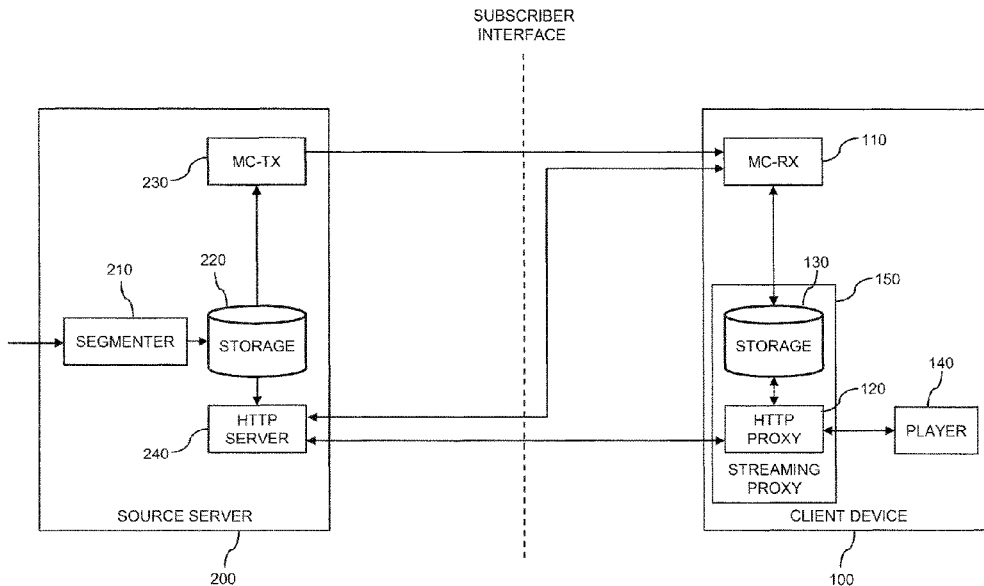 SUBSCRIBER
INTERFACE
MC-TX
230
MC-RX
110
210
220
130
150
SEGMENTER
STORAGE
STORAGE
120
140
HTTP
SERVER
240
HTTP
PROXY
PLAYER
STREAMING
PROXY
SOURCE SERVER
CLIENT DEVICE
200
100